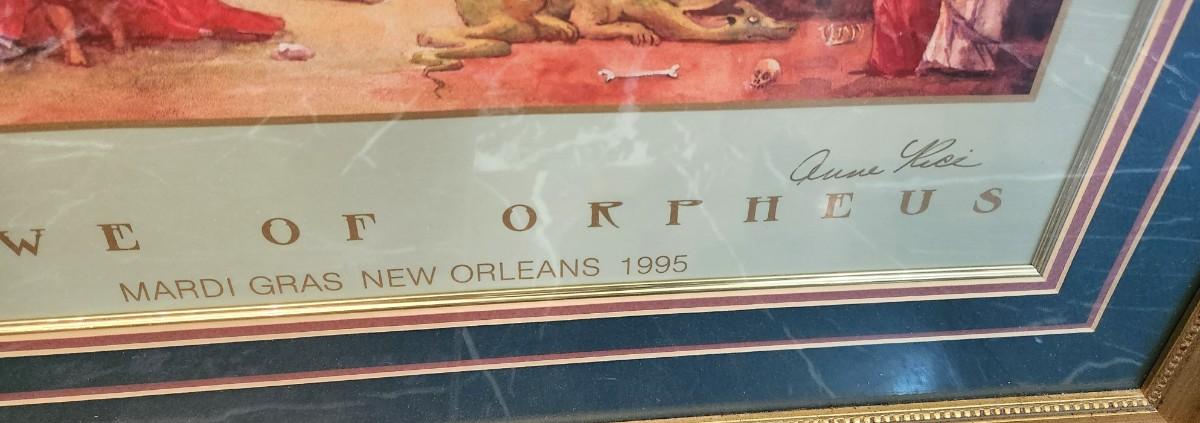 Anne Rice
WE OF ORPHEUS
MARDI GRAS NEW ORLEANS 1995